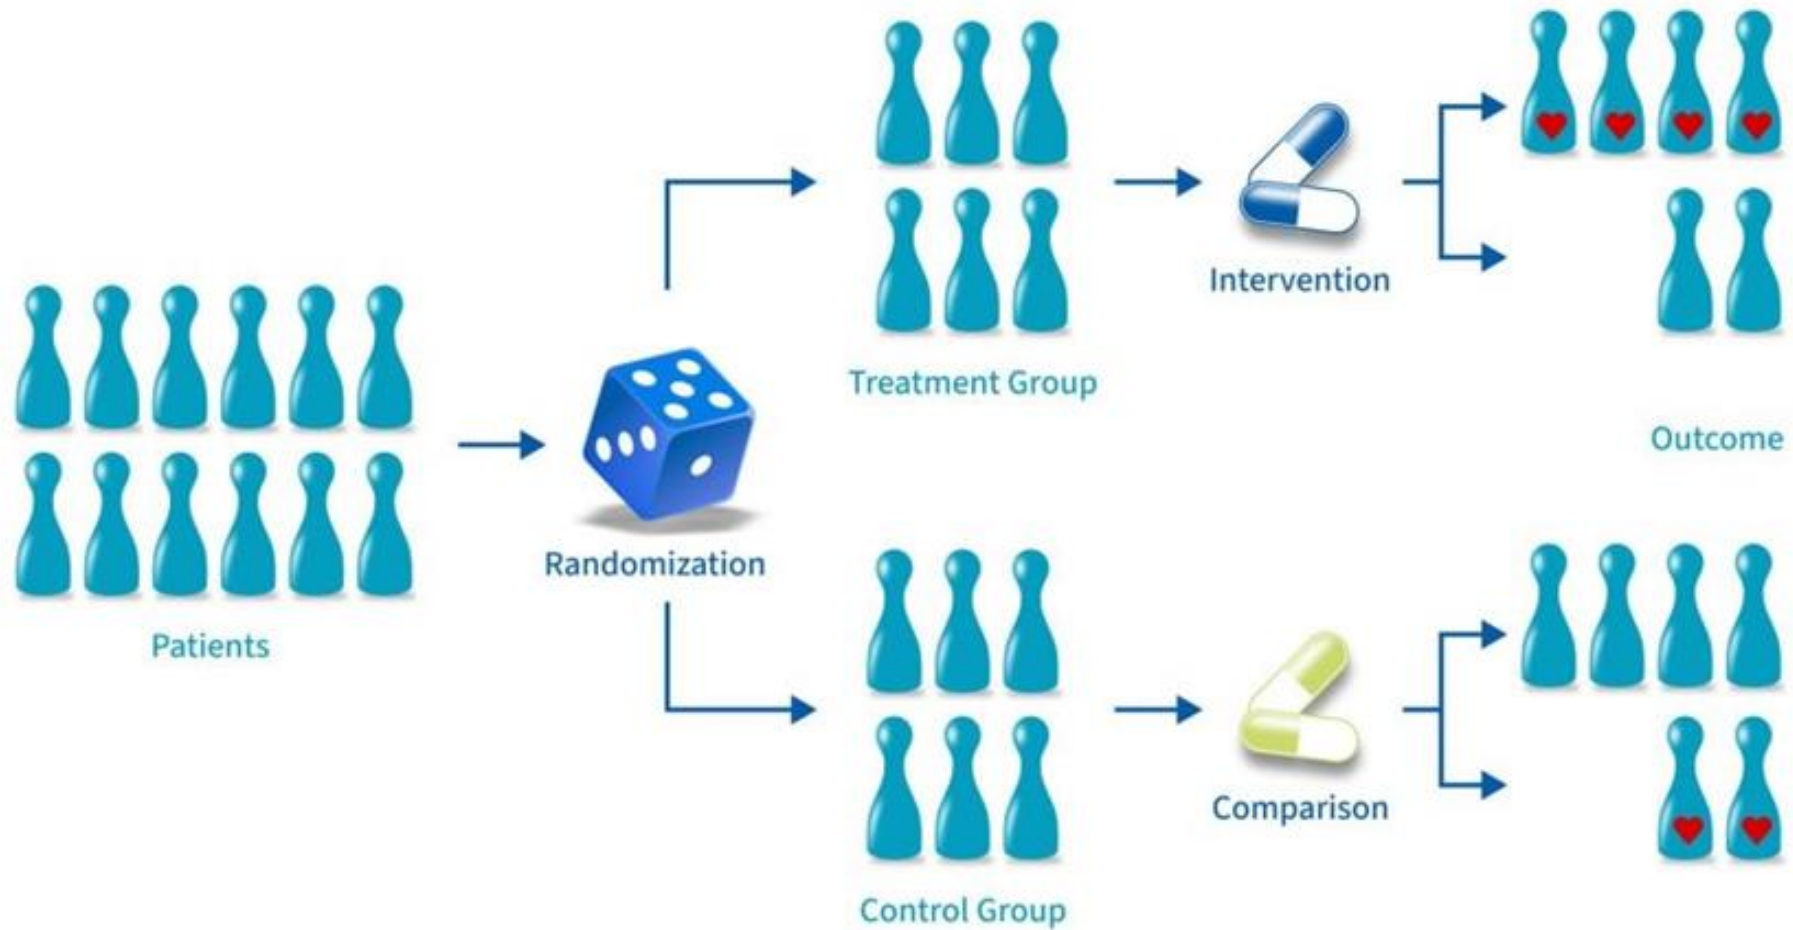 Patients
Randomization
Treatment Group
Intervention
Outcome
Control Group
Comparison